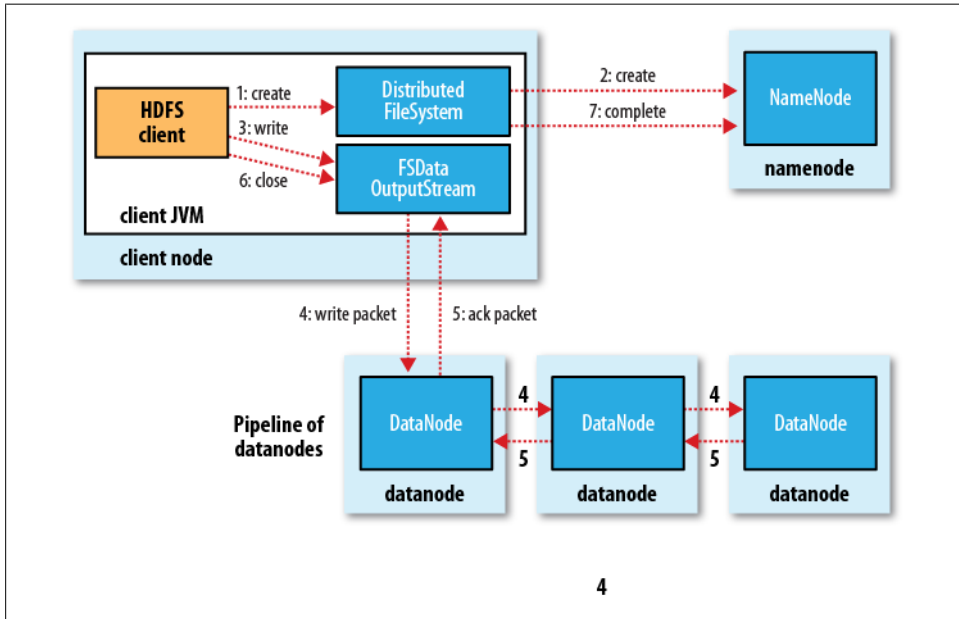 1: create
2: create
Distributed
FileSystem
HDFS
client
NameNode
7: complete
3: write
6: close
FSData
OutputStream
namenode
client JVM
client node
4: write packet
5: ack packet
Pipeline of
datanodes
DataNode
4
5
DataNode
4
5
DataNode
datanode
datanode
datanode
4